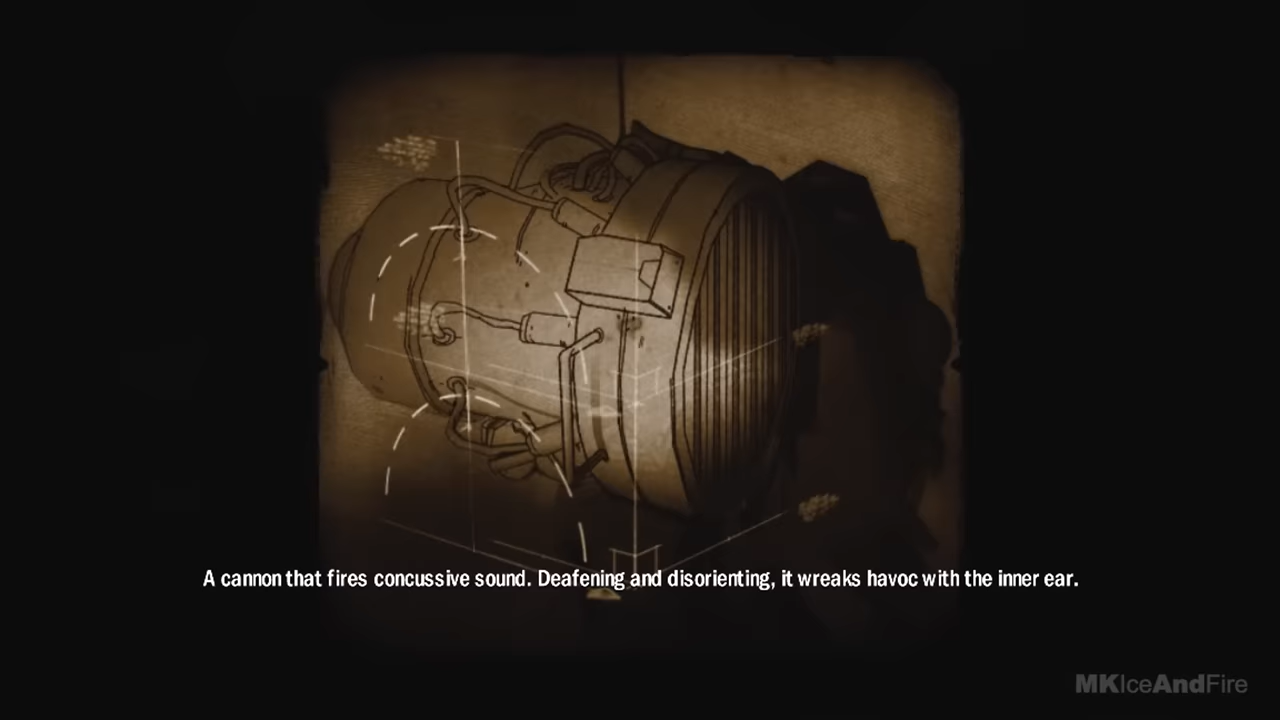 A cannon that fires concussive sound. Deafening and disorienting, it wreaks havoc with the inner ear.
MKIceAndFire